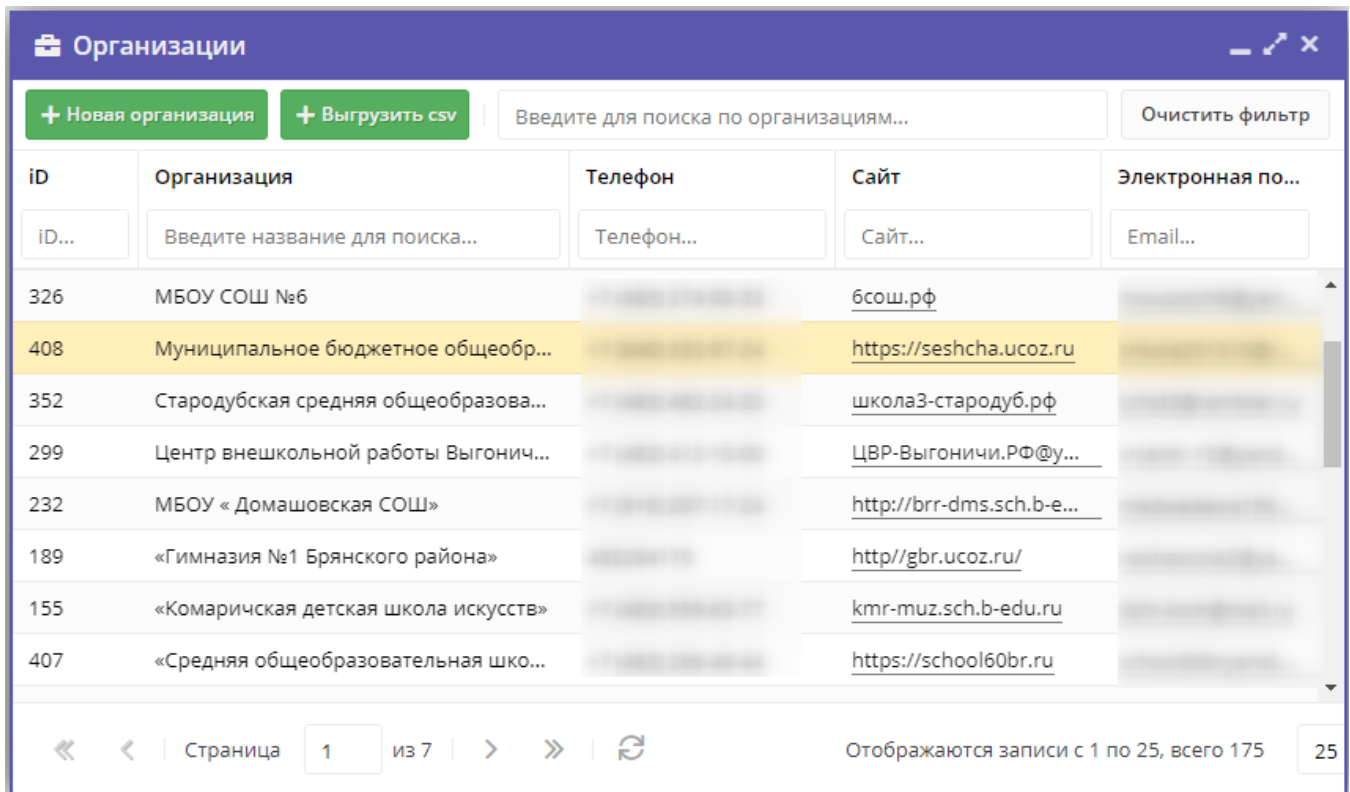 Организации
+ Новая организация + Выгрузить csv Введите для поиска по организациям... Очистить фильтр
iD Организация Телефон Сайт Электронная по...
iD... Введите название для поиска... Телефон... Сайт... Email...
326 МБОУ СОШ №6 6сош.рф
408 Муниципальное бюджетное общеобр... https://seshcha.ucoz.ru
352 Стародубская средняя общеобразова... школа3-стародуб.рф
299 Центр внешкольной работы Выгонич... ЦВР-Выгоничи.РФ@y...
232 МБОУ « Домашовская СОШ» http://brr-dms.sch.b-e...
189 «Гимназия №1 Брянского района» http//gbr.ucoz.ru/
155 «Комаричская детская школа искусств» kmr-muz.sch.b-edu.ru
407 «Средняя общеобразовательная шко... https://school60br.ru
Страница 1 из 7 Отображаются записи с 1 по 25, всего 175 25